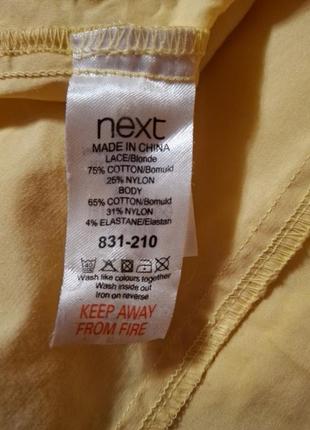 next
MADE IN CHINA
LACE/Blonde
75% COTTON/Bomuld
25% NYLON
BODY
65% COTTON/Bomuld
31% NYLON
4% ELASTANE/Elastan
831-210
Wash like colours together
Wash inside out
Iron on reverse
KEEP AWAY
FROM FIRE